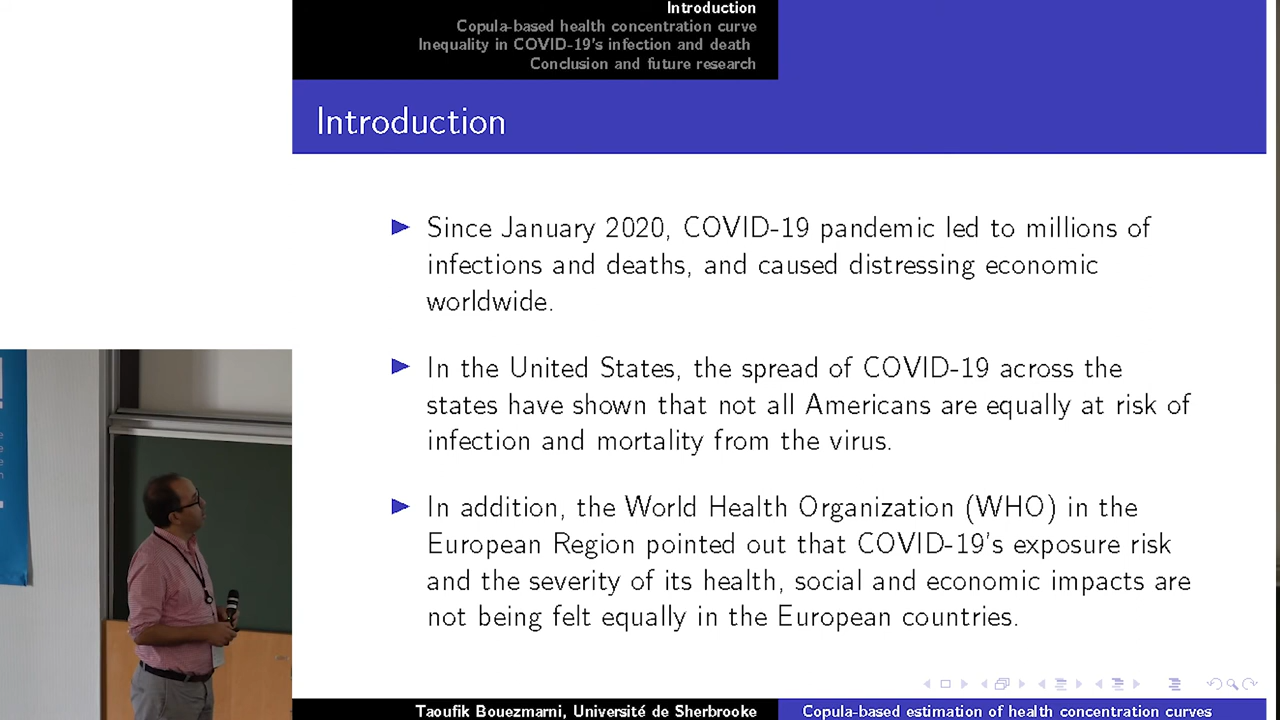 Introduction
Copula-based health concentration curve
Inequality in COVID-19's infection and death
Conclusion and future research
Introduction
Since January 2020, COVID-19 pandemic led to millions of
infections and deaths, and caused distressing economic
worldwide.
In the United States, the spread of COVID-19 across the
states have shown that not all Americans are equally at risk of
infection and mortality from the virus.
In addition, the World Health Organization (WHO) in the
European Region pointed out that COVID-19's exposure risk
and the severity of its health, social and economic impacts are
not being felt equally in the European countries.
Taoufik Bouezmarni, Université de Sherbrooke
Copula-based estimation of health concentration curves